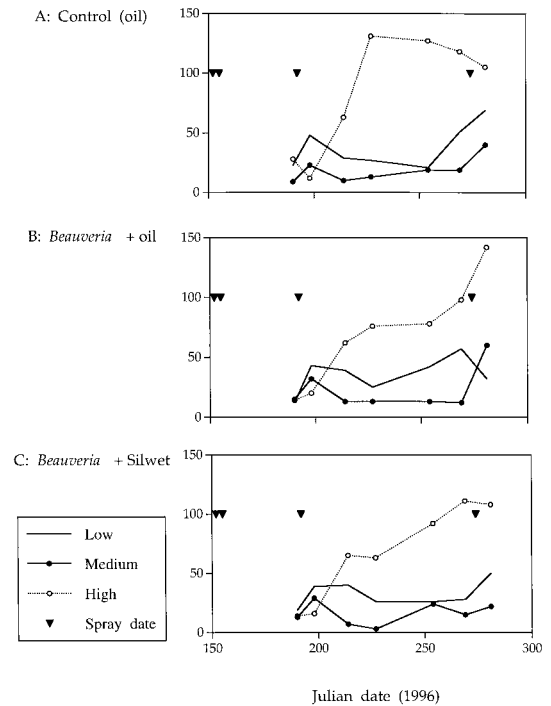 A: Control (oil)
150
100
50
0
B: Beauveria + oil
150
100
50
0
C: Beauveria + Silwet
150
100
50
0
Low
Medium
High
Spray date
150 200 250 300
Julian date (1996)